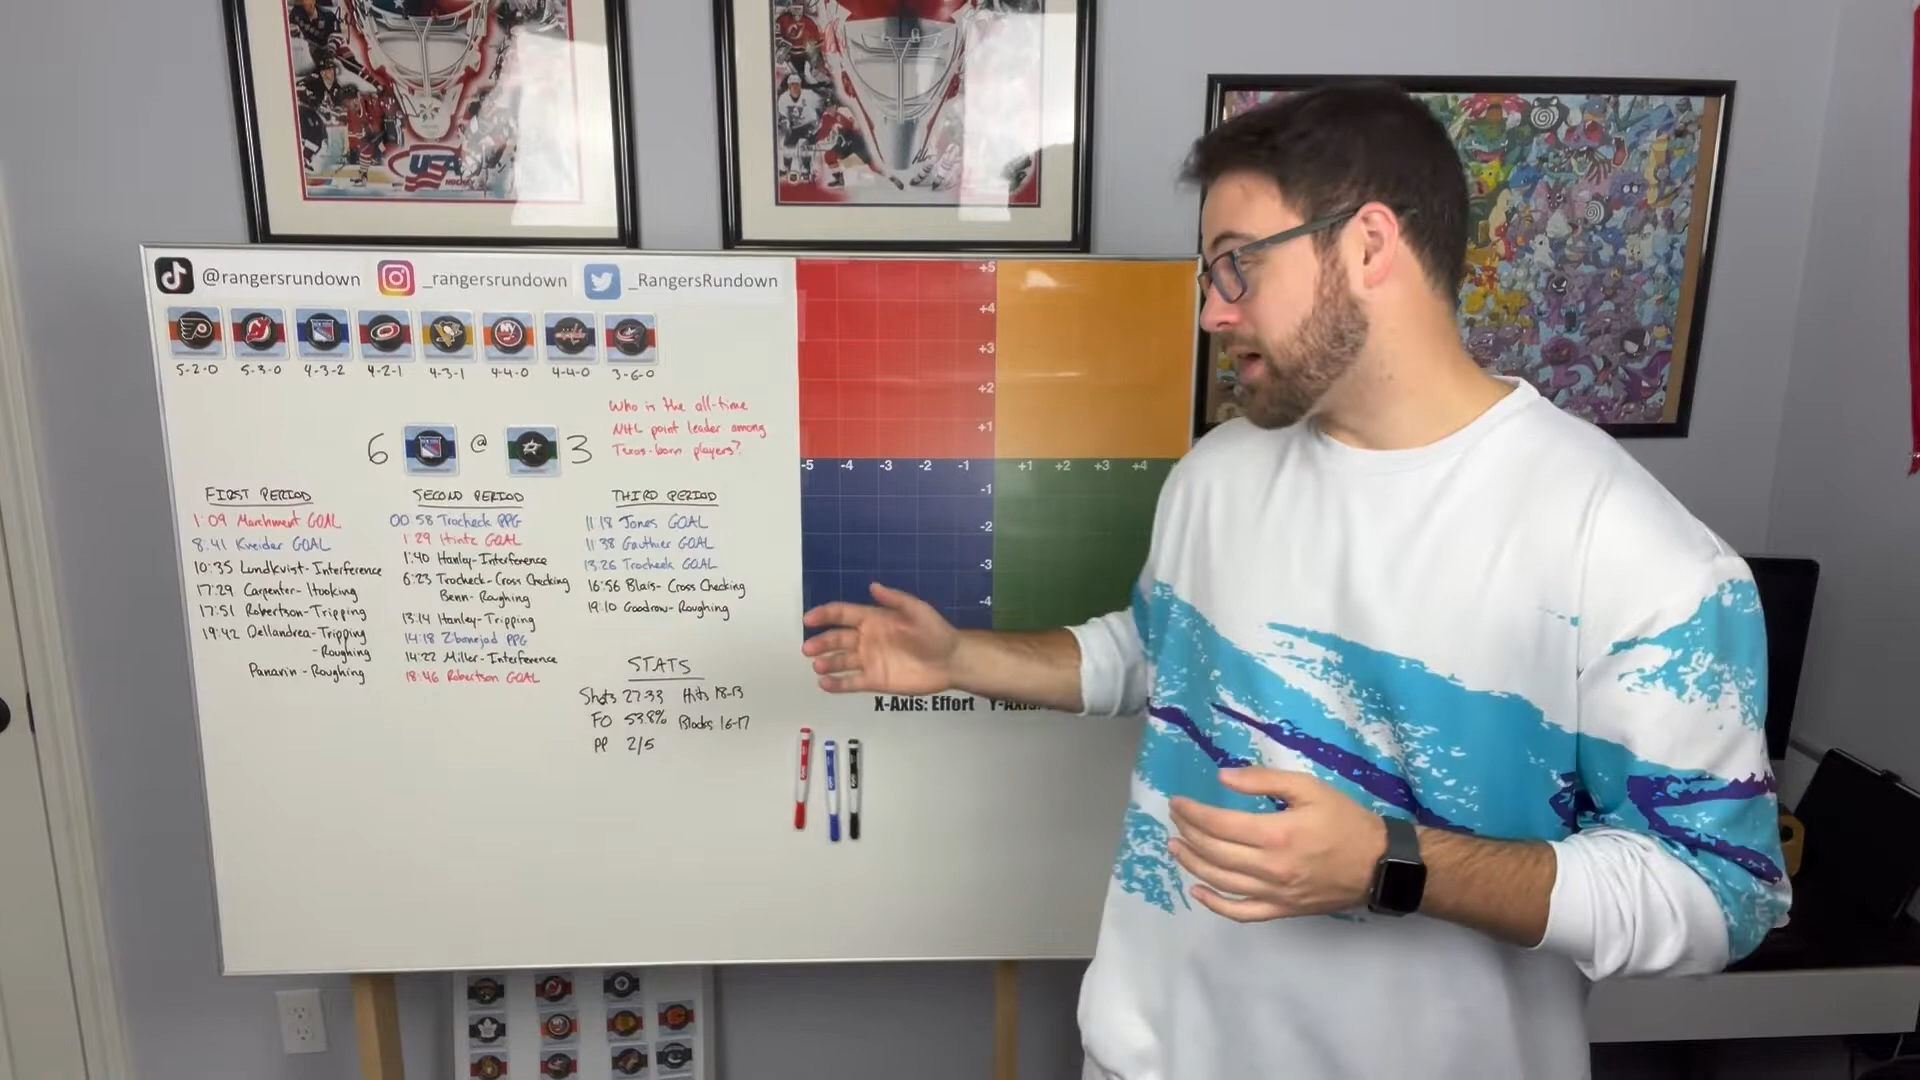 USA
HOCKEY
@rangersrundown
_rangersrundown
_RangersRundown
NEW YORK
NY
5-2-0 5-3-0 4-3-2 4-2-1 4-3-1 4-4-0 4-4-0 3-6-0
Who is the all-time
NHL point leader among
Texas-born players?
6 @ 3
FIRST PERIOD
1:09 Marchment GOAL
8:41 Kreider GOAL
10:35 Lundkvist-Interference
17:29 Carpenter-Hooking
17:51 Robertson-Tripping
19:42 Dellandrea-Tripping
-Roughing
Panarin-Roughing
SECOND PERIOD
00:58 Trocheck PPG
1:29 Hintz GOAL
1:40 Hanley-Interference
6:23 Trocheck-Cross Checking
Benn-Roughing
13:14 Hanley-Tripping
14:18 Zibanejad PPG
14:22 Miller-Interference
18:46 Robertson GOAL
THIRD PERIOD
11:18 Jones GOAL
11:38 Gauthier GOAL
13:26 Trocheck GOAL
16:56 Blais-Cross Checking
19:10 Goodrow-Roughing
STATS
Shots 27-33 Hits 18-13
FO 53.8% Blocks 16-17
PP 2/5
+5
+4
+3
+2
+1
-5 -4 -3 -2 -1 +1 +2 +3 +4
-1
-2
-3
-4
X-Axis: Effort Y-Axis: